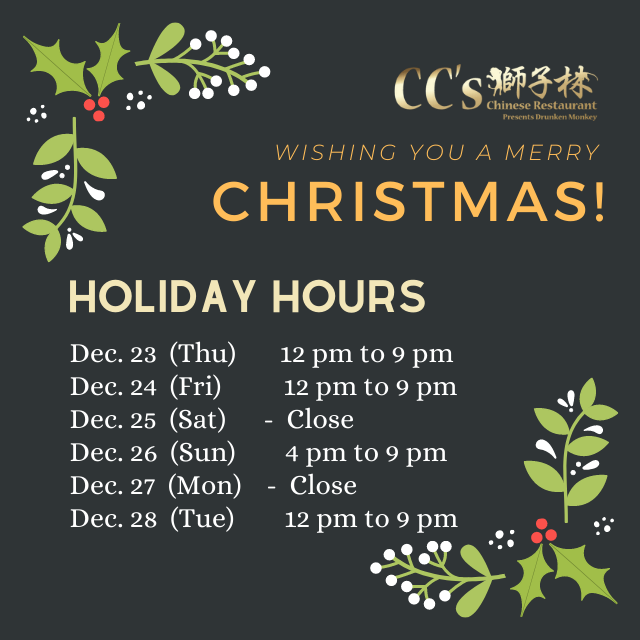 CC's 獅子林
Chinese Restaurant
Presents Drunken Monkey
WISHING YOU A MERRY
CHRISTMAS!
HOLIDAY HOURS
Dec. 23 (Thu) 12 pm to 9 pm
Dec. 24 (Fri) 12 pm to 9 pm
Dec. 25 (Sat) - Close
Dec. 26 (Sun) 4 pm to 9 pm
Dec. 27 (Mon) - Close
Dec. 28 (Tue) 12 pm to 9 pm